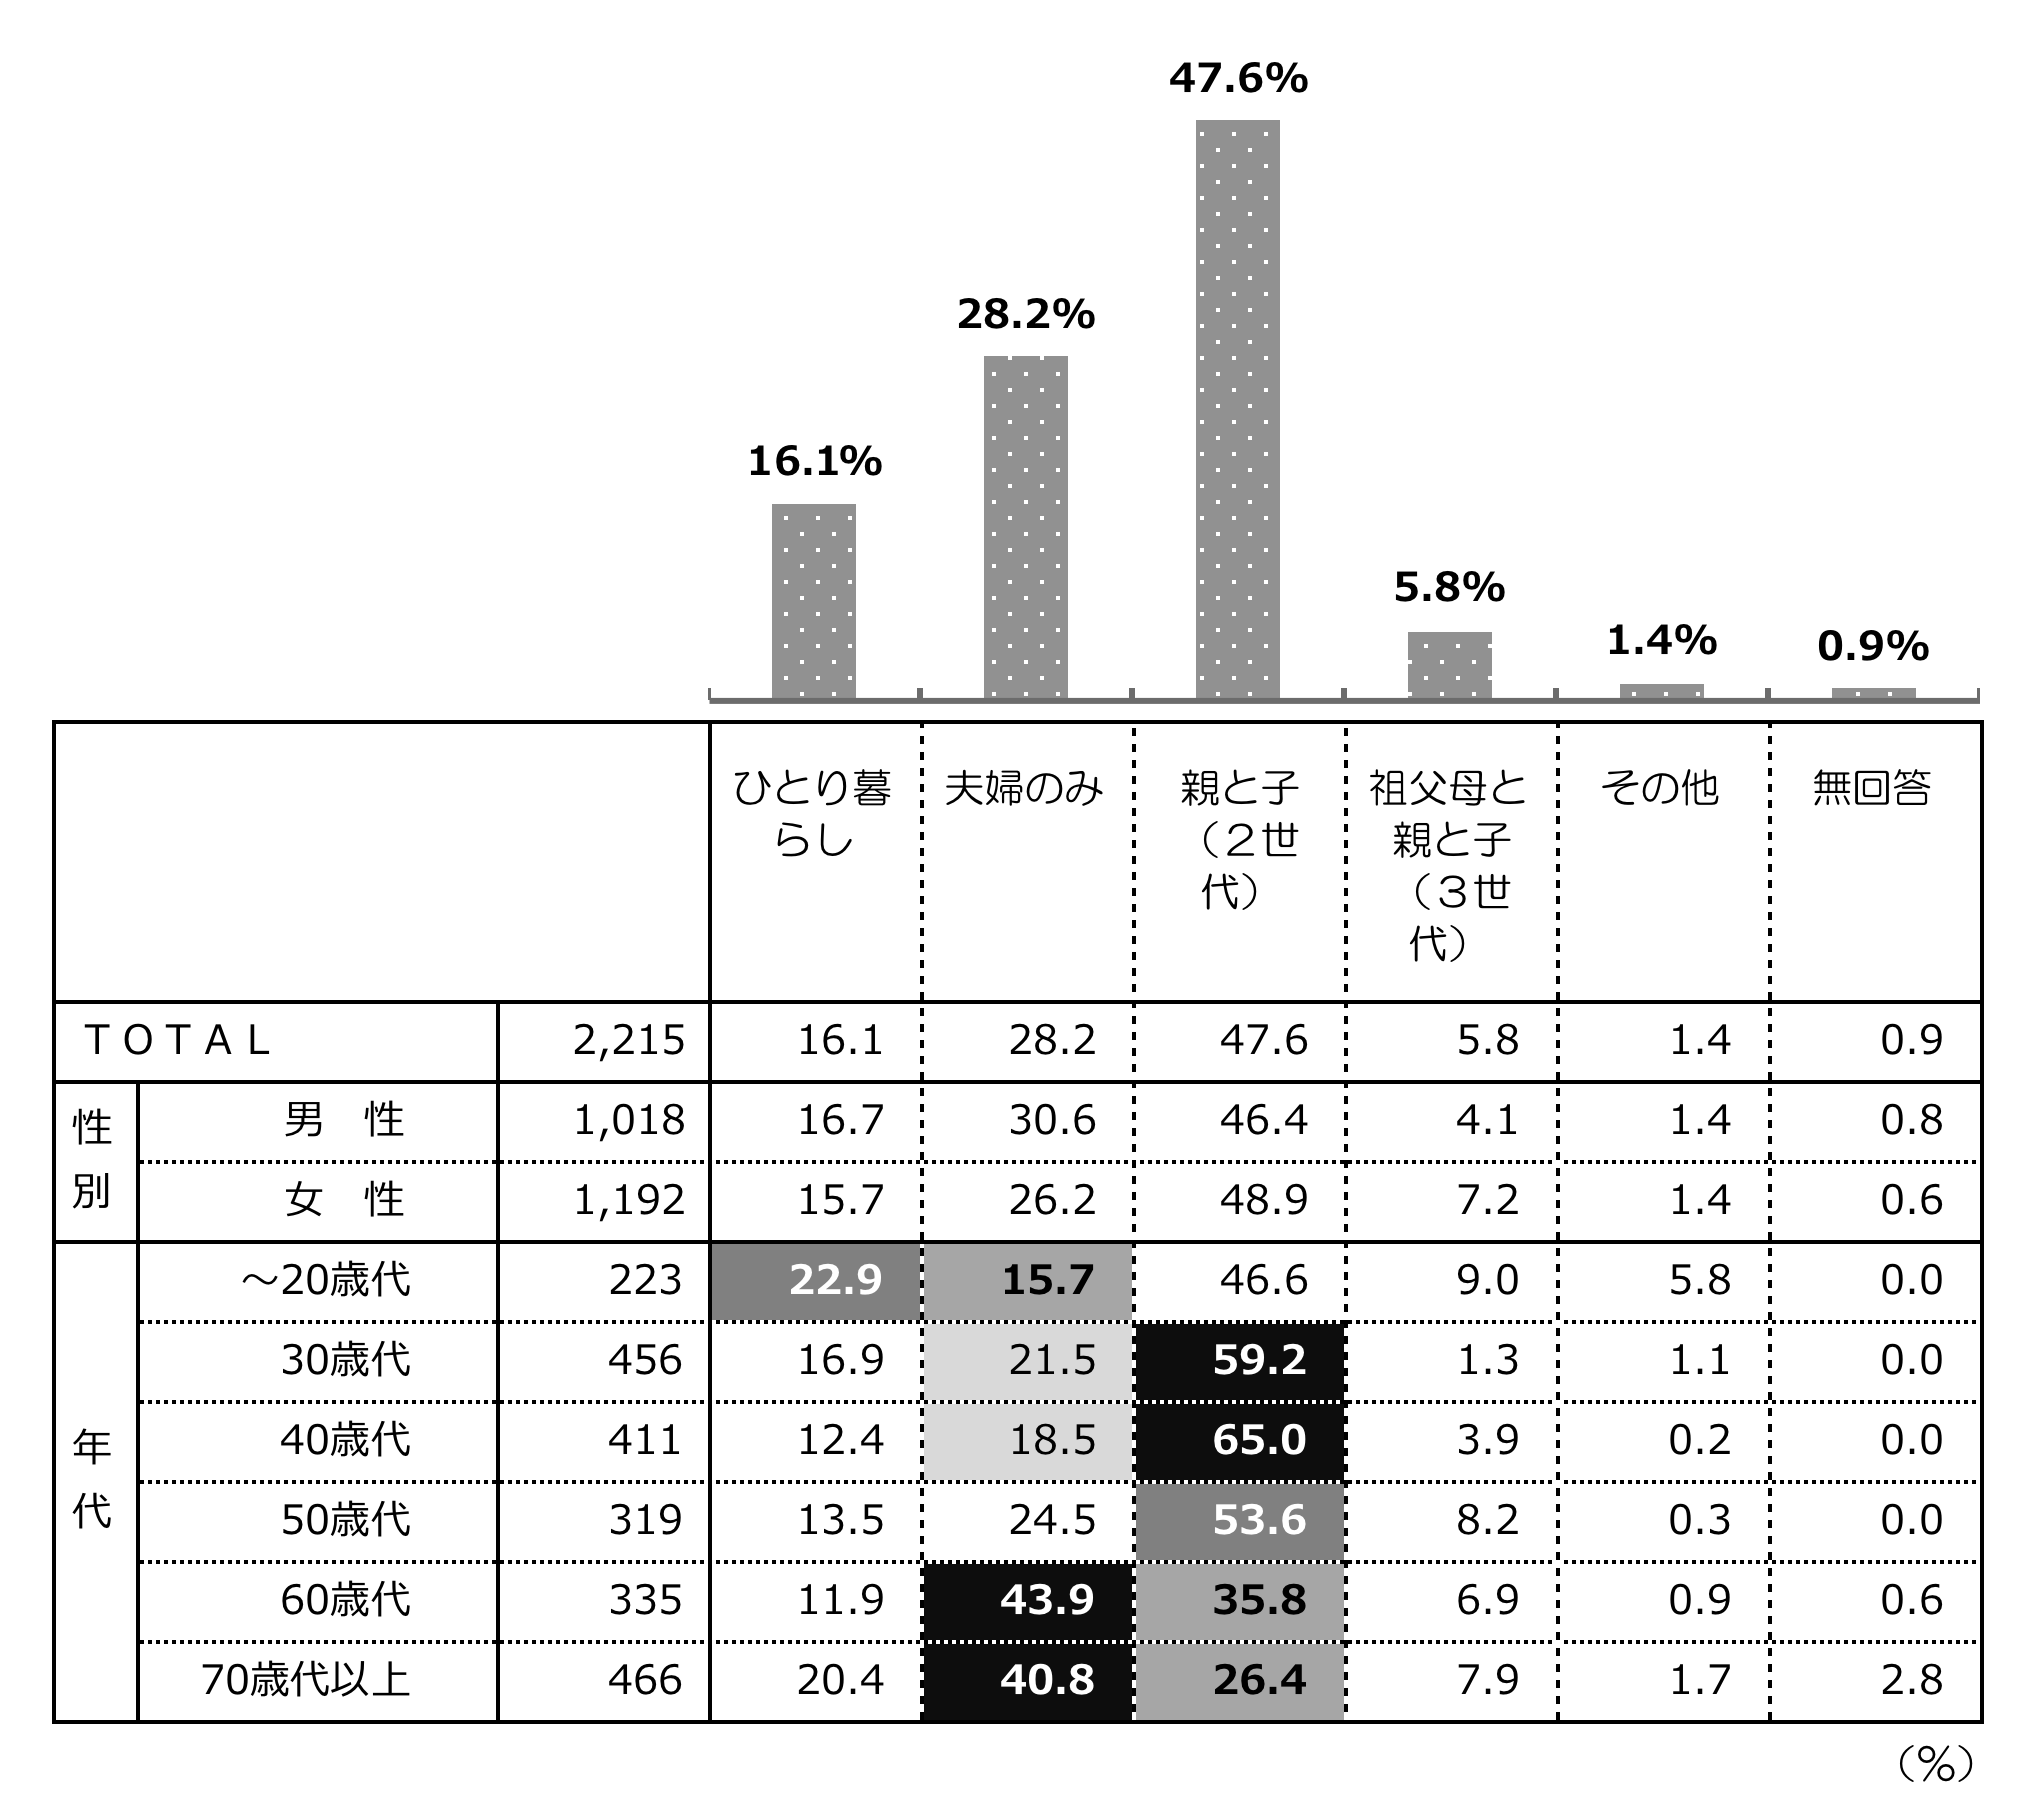 47.6%
28.2%
16.1%
5.8%
1.4%
0.9%
ひとり暮
らし
夫婦のみ
親と子
（２世
代）
祖父母と
親と子
（３世
代）
その他
無回答
ＴＯＴＡＬ 2,215 16.1 28.2 47.6 5.8 1.4 0.9
性別
男　性 1,018 16.7 30.6 46.4 4.1 1.4 0.8
女　性 1,192 15.7 26.2 48.9 7.2 1.4 0.6
年代
～20歳代 223 22.9 15.7 46.6 9.0 5.8 0.0
30歳代 456 16.9 21.5 59.2 1.3 1.1 0.0
40歳代 411 12.4 18.5 65.0 3.9 0.2 0.0
50歳代 319 13.5 24.5 53.6 8.2 0.3 0.0
60歳代 335 11.9 43.9 35.8 6.9 0.9 0.6
70歳代以上 466 20.4 40.8 26.4 7.9 1.7 2.8
（％）